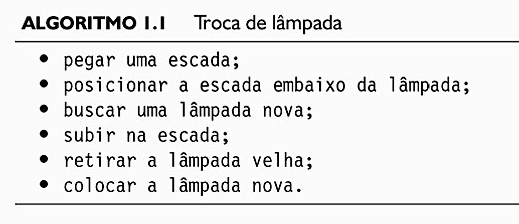 ALGORITMO 1.1 Troca de lâmpada
• pegar uma escada;
• posicionar a escada embaixo da lâmpada;
• buscar uma lâmpada nova;
• subir na escada;
• retirar a lâmpada velha;
• colocar a lâmpada nova.